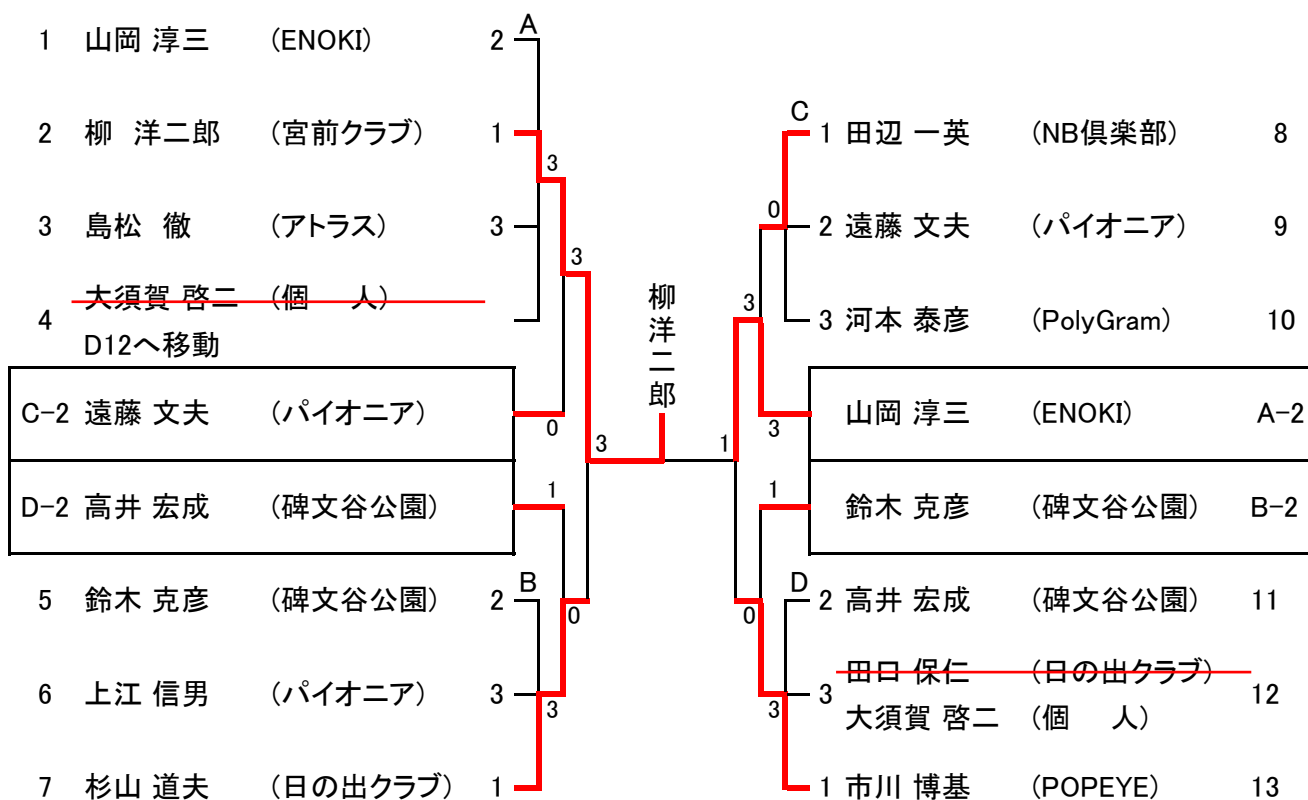 A
1 山岡 淳三 (ENOKI) 2
2 柳 洋二郎 (宮前クラブ) 1
3
3 島松 徹 (アトラス) 3
3
大須賀 啓二 (個 人)
4
D12へ移動
C-2 遠藤 文夫 (パイオニア)
0
3
D-2 高井 宏成 (碑文谷公園)
1
B
5 鈴木 克彦 (碑文谷公園) 2
0
6 上江 信男 (パイオニア) 3
3
7 杉山 道夫 (日の出クラブ) 1
柳洋二郎
C
1 田辺 一英 (NB倶楽部) 8
0
2 遠藤 文夫 (パイオニア) 9
3
3 河本 泰彦 (PolyGram) 10
山岡 淳三 (ENOKI) A-2
3
1
鈴木 克彦 (碑文谷公園) B-2
1
D
2 高井 宏成 (碑文谷公園) 11
0
田口 保仁 (日の出クラブ)
3 12
大須賀 啓二 (個 人)
3
1 市川 博基 (POPEYE) 13